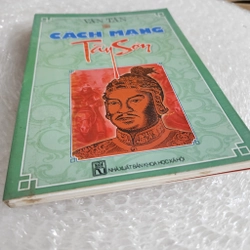 VĂN TÂN
CÁCH MẠNG
Tây Sơn
NHÀ XUẤT BẢN KHOA HỌC XÃ HỘI